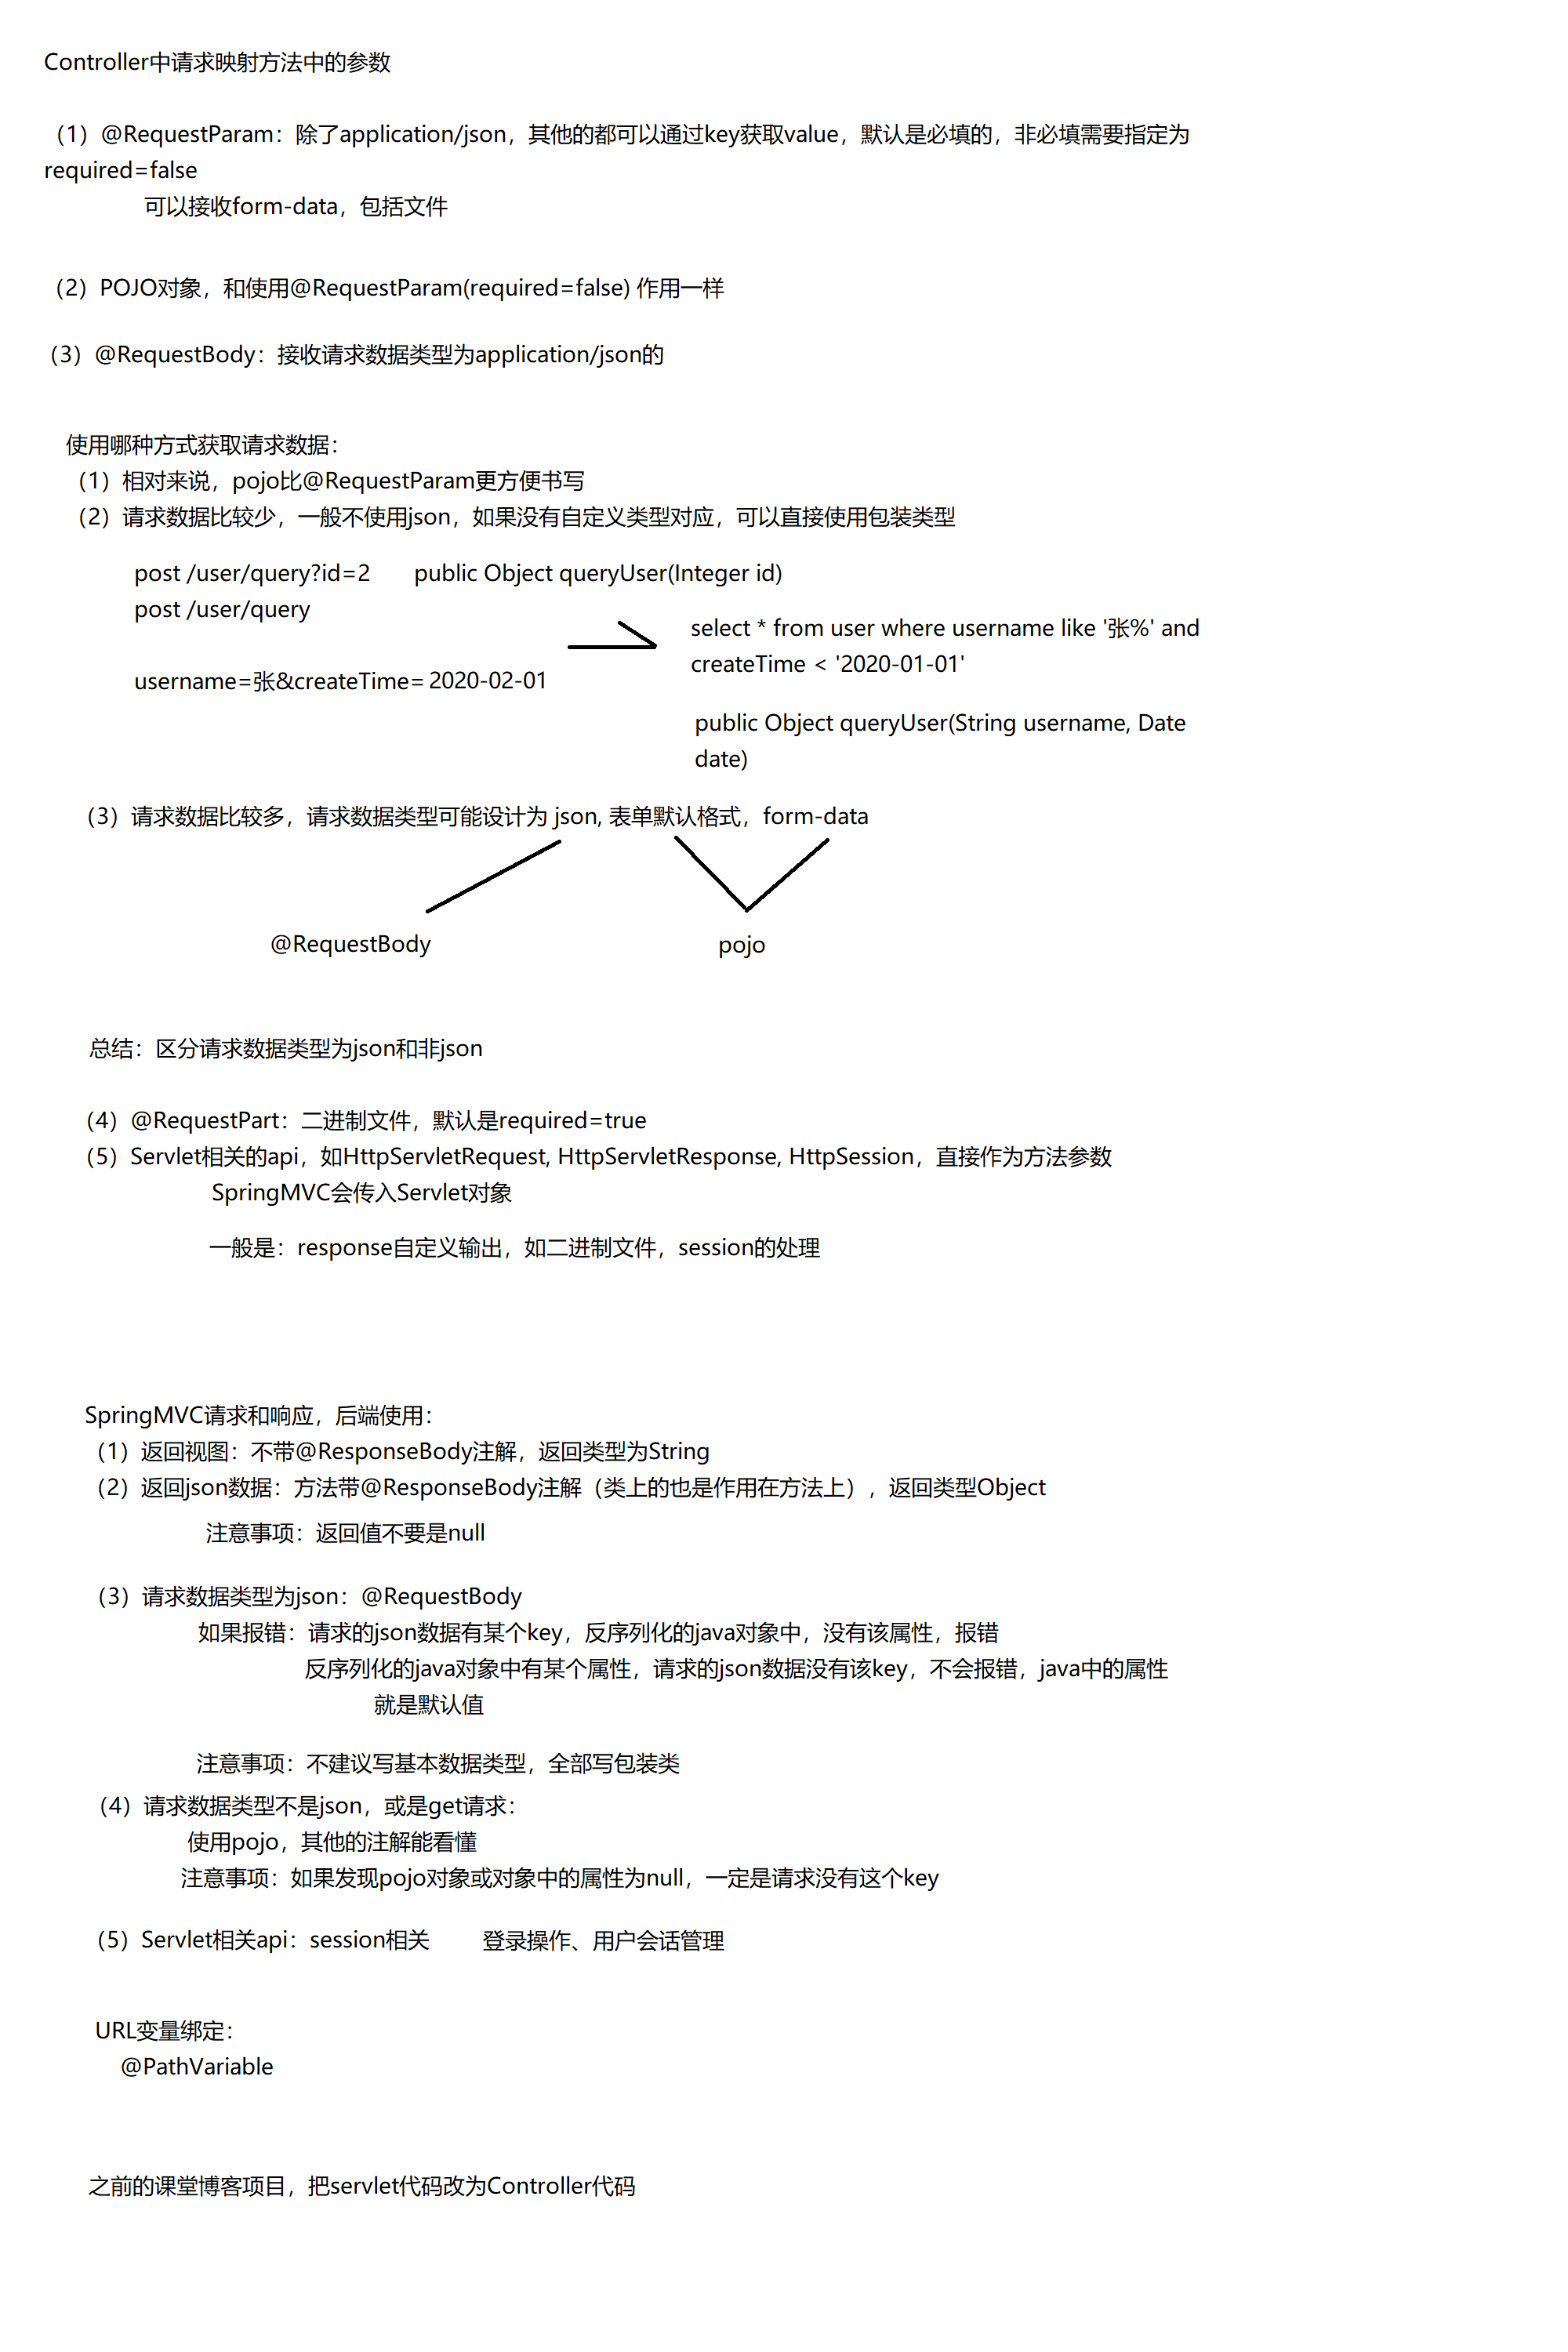 Controller中请求映射方法中的参数
（1）@RequestParam：除了application/json，其他的都可以通过key获取value，默认是必填的，非必填需要指定为
required=false
可以接收form-data，包括文件
（2）POJO对象，和使用@RequestParam(required=false) 作用一样
（3）@RequestBody：接收请求数据类型为application/json的
使用哪种方式获取请求数据：
（1）相对来说，pojo比@RequestParam更方便书写
（2）请求数据比较少，一般不使用json，如果没有自定义类型对应，可以直接使用包装类型
post /user/query?id=2 public Object queryUser(Integer id)
post /user/query
select * from user where username like '张%' and
createTime < '2020-01-01'
username=张&createTime= 2020-02-01
public Object queryUser(String username, Date
date)
（3）请求数据比较多，请求数据类型可能设计为 json, 表单默认格式，form-data
@RequestBody pojo
总结：区分请求数据类型为json和非json
（4）@RequestPart：二进制文件，默认是required=true
（5）Servlet相关的api，如HttpServletRequest, HttpServletResponse, HttpSession，直接作为方法参数
SpringMVC会传入Servlet对象
一般是：response自定义输出，如二进制文件，session的处理
SpringMVC请求和响应，后端使用：
（1）返回视图：不带@ResponseBody注解，返回类型为String
（2）返回json数据：方法带@ResponseBody注解（类上的也是作用在方法上），返回类型Object
注意事项：返回值不要是null
（3）请求数据类型为json：@RequestBody
如果报错：请求的json数据有某个key，反序列化的java对象中，没有该属性，报错
反序列化的java对象中有某个属性，请求的json数据没有该key，不会报错，java中的属性
就是默认值
注意事项：不建议写基本数据类型，全部写包装类
（4）请求数据类型不是json，或是get请求：
使用pojo，其他的注解能看懂
注意事项：如果发现pojo对象或对象中的属性为null，一定是请求没有这个key
（5）Servlet相关api：session相关 登录操作、用户会话管理
URL变量绑定：
@PathVariable
之前的课堂博客项目，把servlet代码改为Controller代码